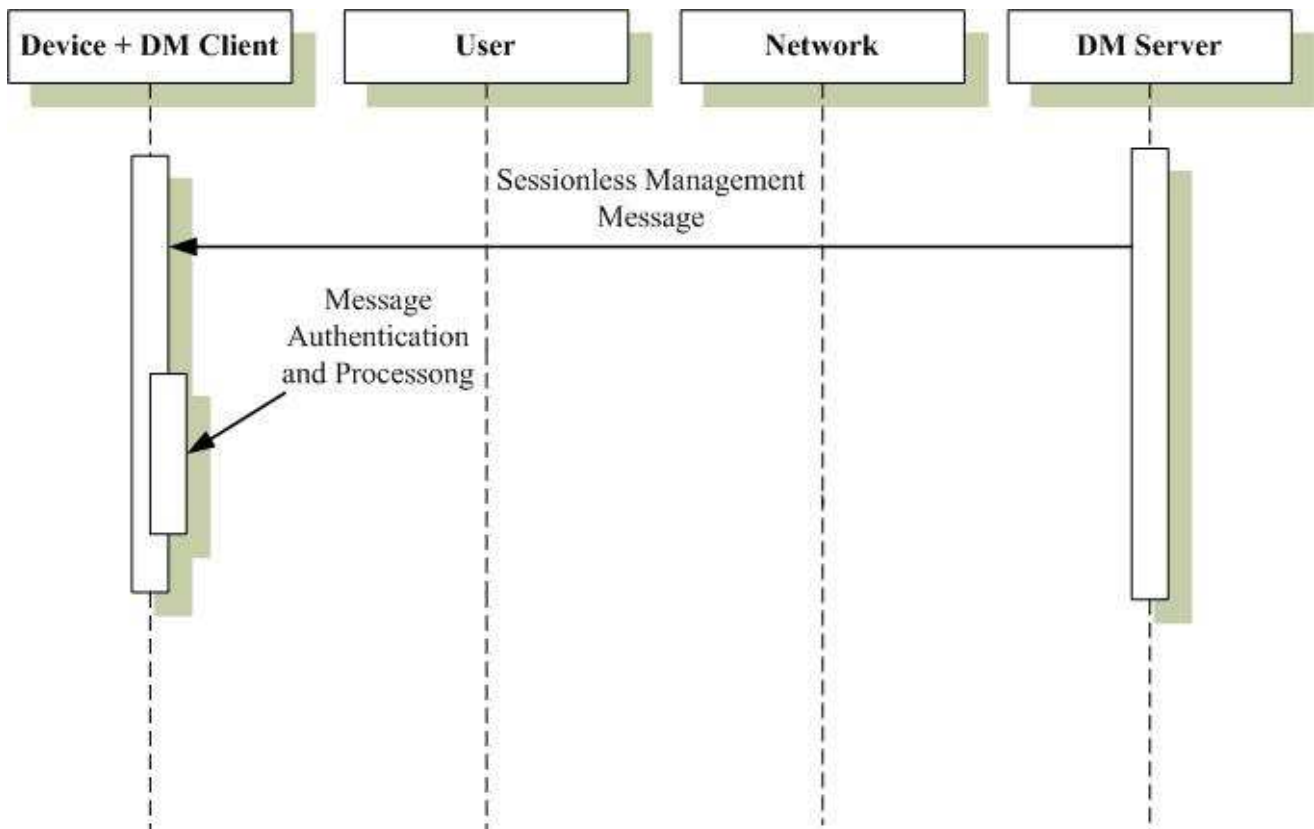 Device + DM Client
User
Network
DM Server
Sessionless Management
Message
Message
Authentication
and Processong